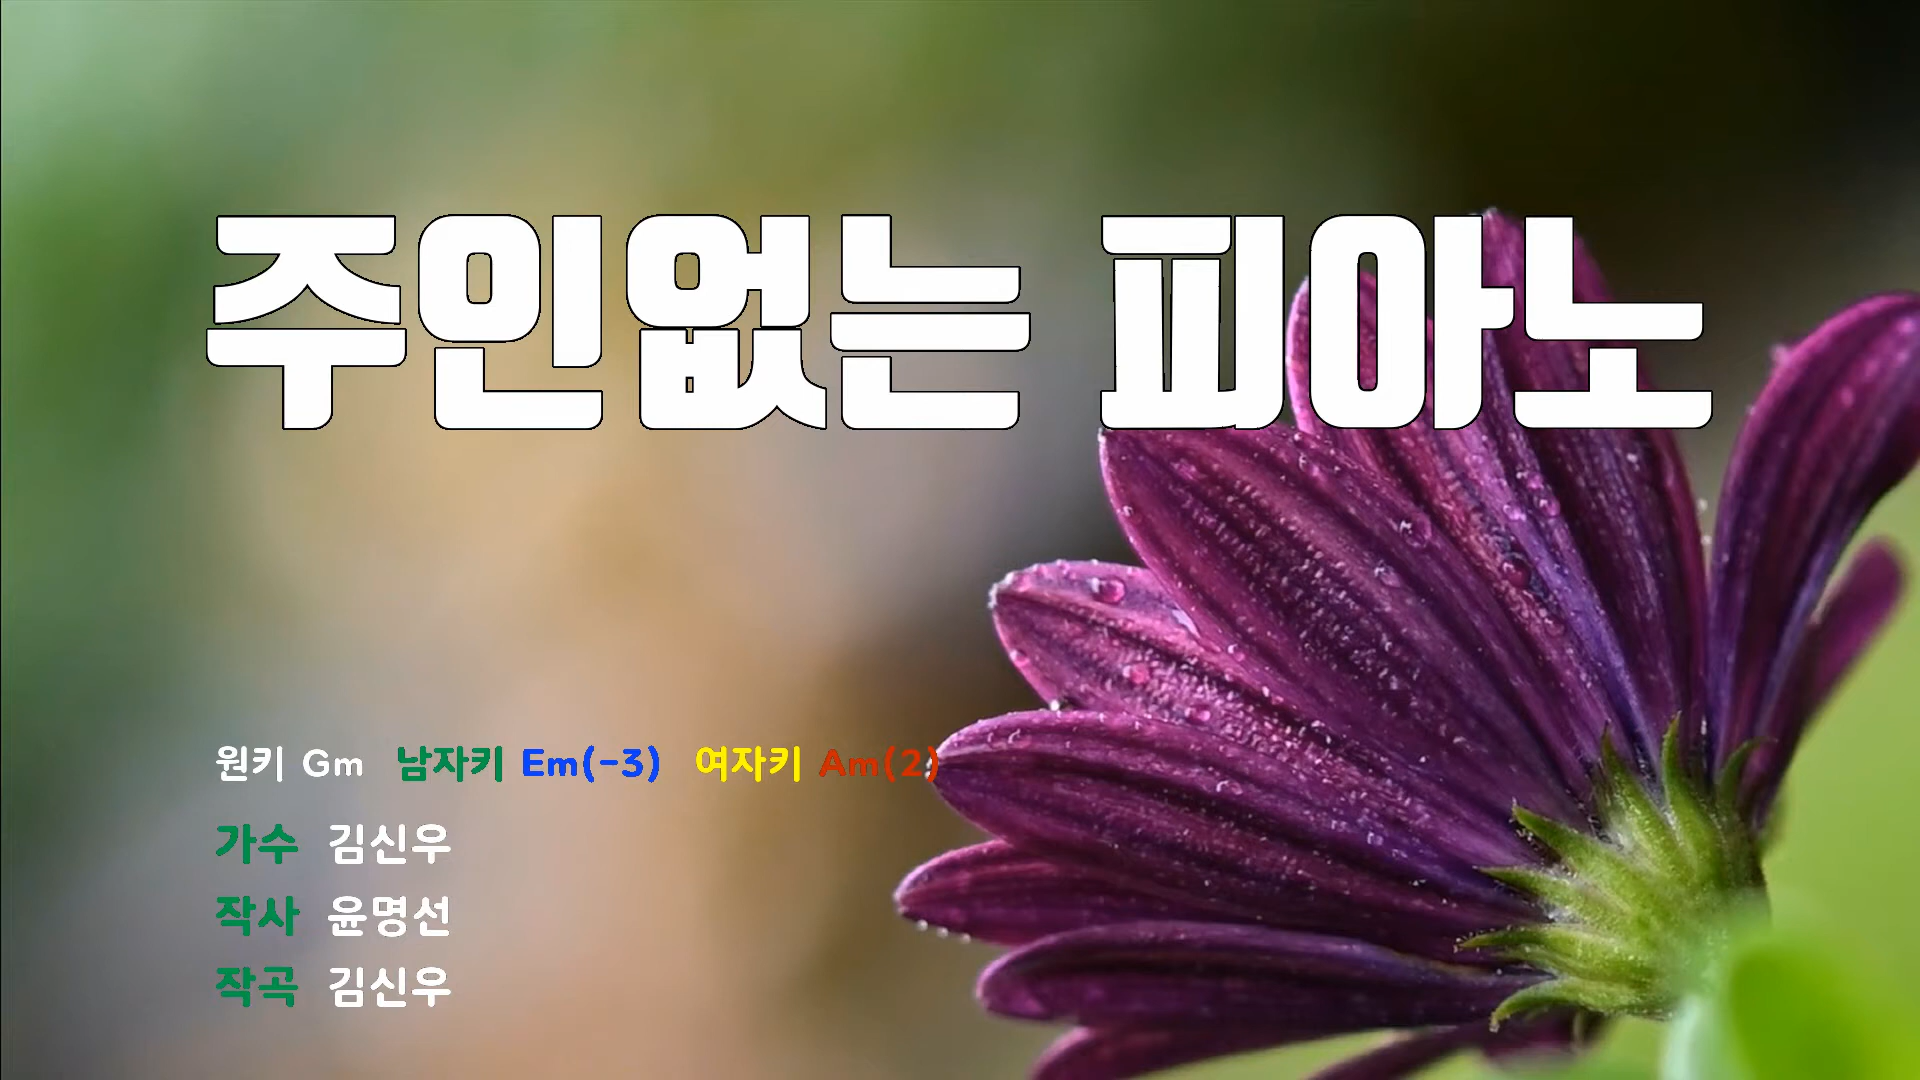 주인없는 피아노
원키 Gm 남자키 Em(-3) 여자키 Am(2)
가수 김신우
작사 윤명선
작곡 김신우